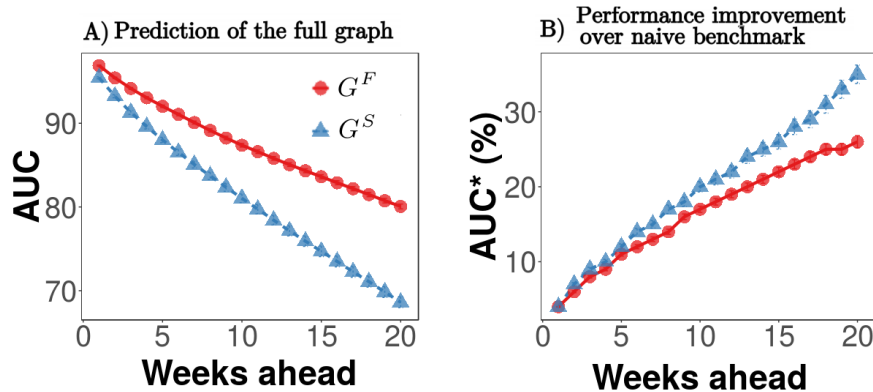 A) Prediction of the full graph
G^F
G^S
AUC
90
80
70
0 5 10 15 20
Weeks ahead
B) Performance improvement
over naive benchmark
AUC* (%)
30
20
10
0 5 10 15 20
Weeks ahead